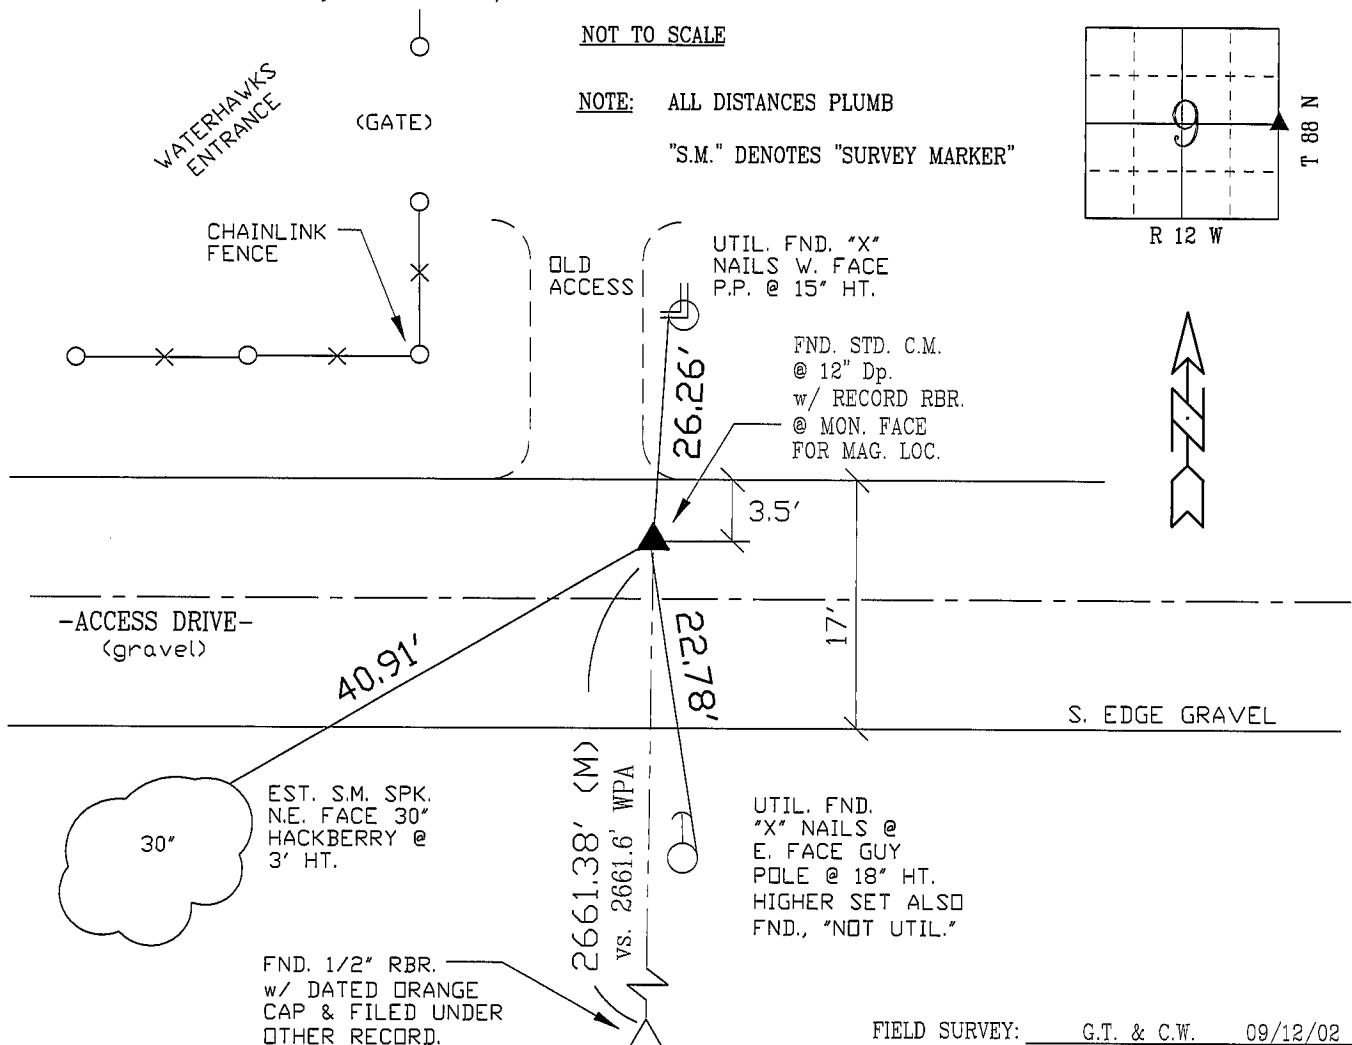 NOT TO SCALE
NOTE: ALL DISTANCES PLUMB
"S.M." DENOTES "SURVEY MARKER"
9
T 88 N
R 12 W
WATERHAWKS
ENTRANCE
(GATE)
CHAINLINK
FENCE
OLD
ACCESS
UTIL. FND. "X"
NAILS W. FACE
P.P. @ 15" HT.
26.26'
FND. STD. C.M.
@ 12" Dp.
w/ RECORD RBR.
@ MON. FACE
FOR MAG. LOC.
N
3.5'
17'
-ACCESS DRIVE-
(gravel)
40.91'
22.78'
S. EDGE GRAVEL
30"
EST. S.M. SPK.
N.E. FACE 30"
HACKBERRY @
3' HT.
2661.38' (M)
vs. 2661.6' WPA
UTIL. FND.
"X" NAILS @
E. FACE GUY
POLE @ 18" HT.
HIGHER SET ALSO
FND., "NOT UTIL."
FND. 1/2" RBR.
w/ DATED ORANGE
CAP & FILED UNDER
OTHER RECORD.
FIELD SURVEY: G.T. & C.W. 09/12/02